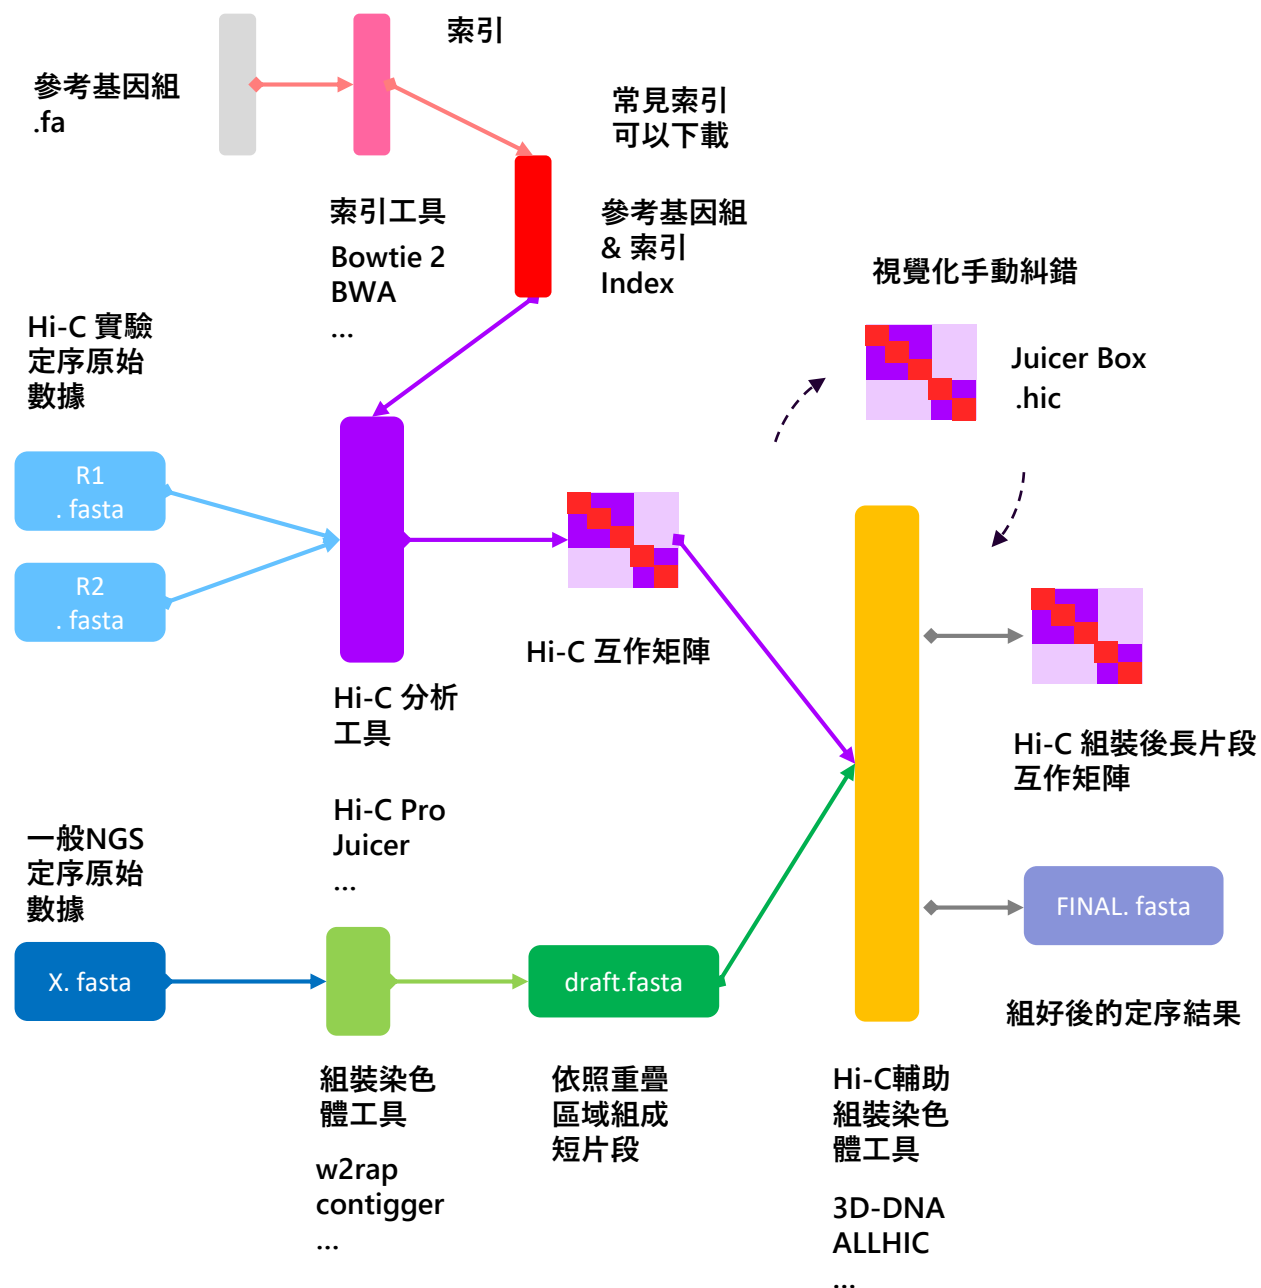 索引
參考基因組
.fa
常見索引
可以下載
索引工具
Bowtie 2
BWA
...
參考基因組
& 索引
Index
視覺化手動糾錯
Juicer Box
.hic
Hi-C 實驗
定序原始
數據
R1
. fasta
R2
. fasta
Hi-C 互作矩陣
Hi-C 分析
工具
Hi-C Pro
Juicer
...
Hi-C 組裝後長片段
互作矩陣
一般NGS
定序原始
數據
X. fasta
draft.fasta
FINAL. fasta
組好後的定序結果
組裝染色
體工具
w2rap
contigger
...
依照重疊
區域組成
短片段
Hi-C輔助
組裝染色
體工具
3D-DNA
ALLHIC
...